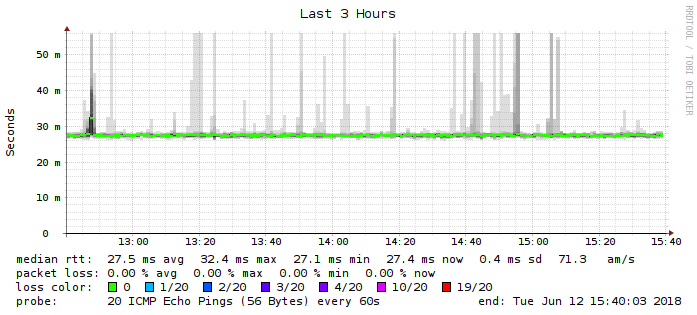 Last 3 Hours
RRDTOOL / TOBI OETIKER
Seconds
50 m
40 m
30 m
20 m
10 m
0
13:00 13:20 13:40 14:00 14:20 14:40 15:00 15:20 15:40
median rtt: 27.5 ms avg 32.4 ms max 27.1 ms min 27.4 ms now 0.4 ms sd 71.3 am/s
packet loss: 0.00 % avg 0.00 % max 0.00 % min 0.00 % now
loss color: 0 1/20 2/20 3/20 4/20 10/20 19/20
probe: 20 ICMP Echo Pings (56 Bytes) every 60s end: Tue Jun 12 15:40:03 2018